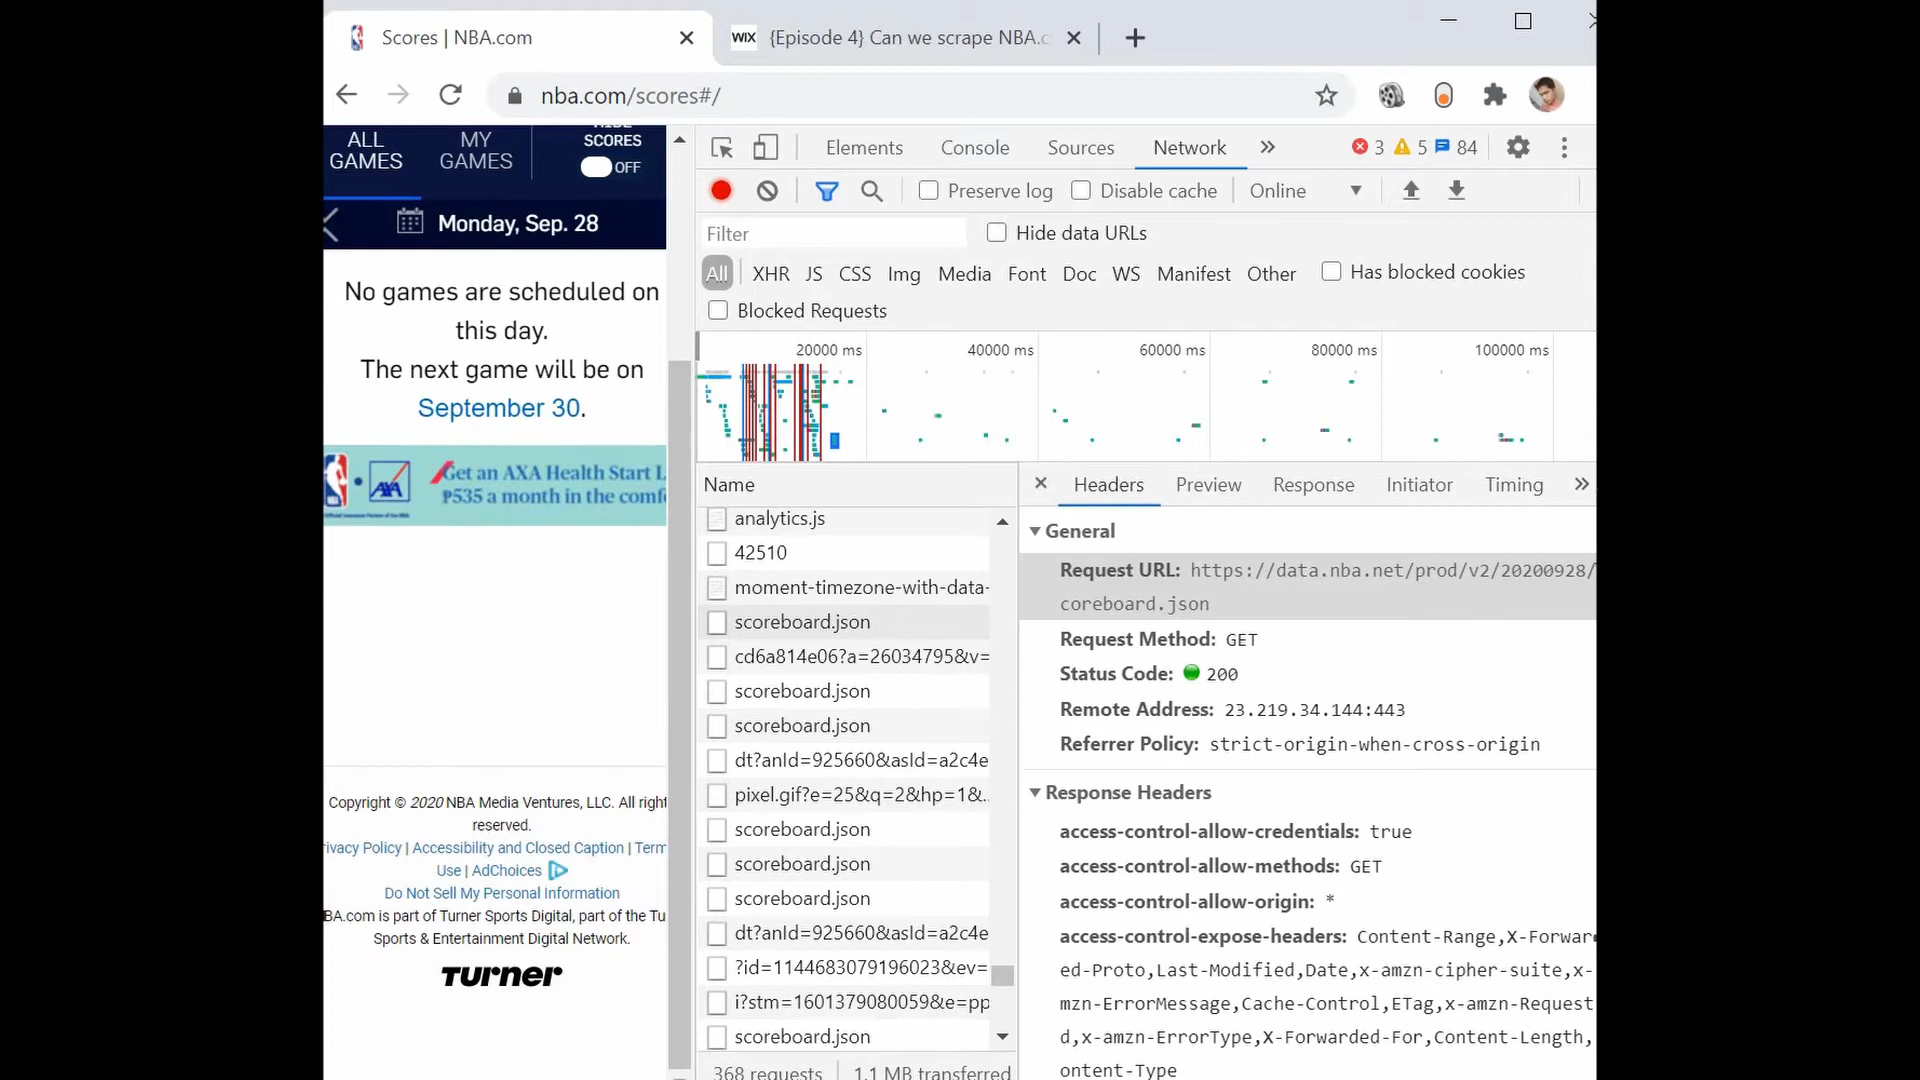 Scores | NBA.com
WIX {Episode 4} Can we scrape NBA.c
nba.com/scores#/
ALL GAMES
MY GAMES
SCORES
OFF
Monday, Sep. 28
No games are scheduled on
this day.
The next game will be on
September 30.
AXA
Get an AXA Health Start L
₱535 a month in the comf
Copyright © 2020 NBA Media Ventures, LLC. All right
reserved.
rivacy Policy | Accessibility and Closed Caption | Term
Use | AdChoices
Do Not Sell My Personal Information
BA.com is part of Turner Sports Digital, part of the Tu
Sports & Entertainment Digital Network.
Turner
Elements Console Sources Network » 3 5 84
Preserve log Disable cache Online
Filter Hide data URLs
All XHR JS CSS Img Media Font Doc WS Manifest Other Has blocked cookies
Blocked Requests
20000 ms 40000 ms 60000 ms 80000 ms 100000 ms
Name
analytics.js
42510
moment-timezone-with-data-
scoreboard.json
cd6a814e06?a=26034795&v=
scoreboard.json
scoreboard.json
dt?anId=925660&asId=a2c4e
pixel.gif?e=25&q=2&hp=1&..
scoreboard.json
scoreboard.json
scoreboard.json
dt?anId=925660&asId=a2c4e
?id=1144683079196023&ev=
i?stm=1601379080059&e=pp
scoreboard.json
368 requests 1.1 MB transferred
Headers Preview Response Initiator Timing »
General
Request URL: https://data.nba.net/prod/v2/20200928/
coreboard.json
Request Method: GET
Status Code: 200
Remote Address: 23.219.34.144:443
Referrer Policy: strict-origin-when-cross-origin
Response Headers
access-control-allow-credentials: true
access-control-allow-methods: GET
access-control-allow-origin: *
access-control-expose-headers: Content-Range,X-Forwar
ed-Proto,Last-Modified,Date,x-amzn-cipher-suite,x-
mzn-ErrorMessage,Cache-Control,ETag,x-amzn-Request
d,x-amzn-ErrorType,X-Forwarded-For,Content-Length,
ontent-Type